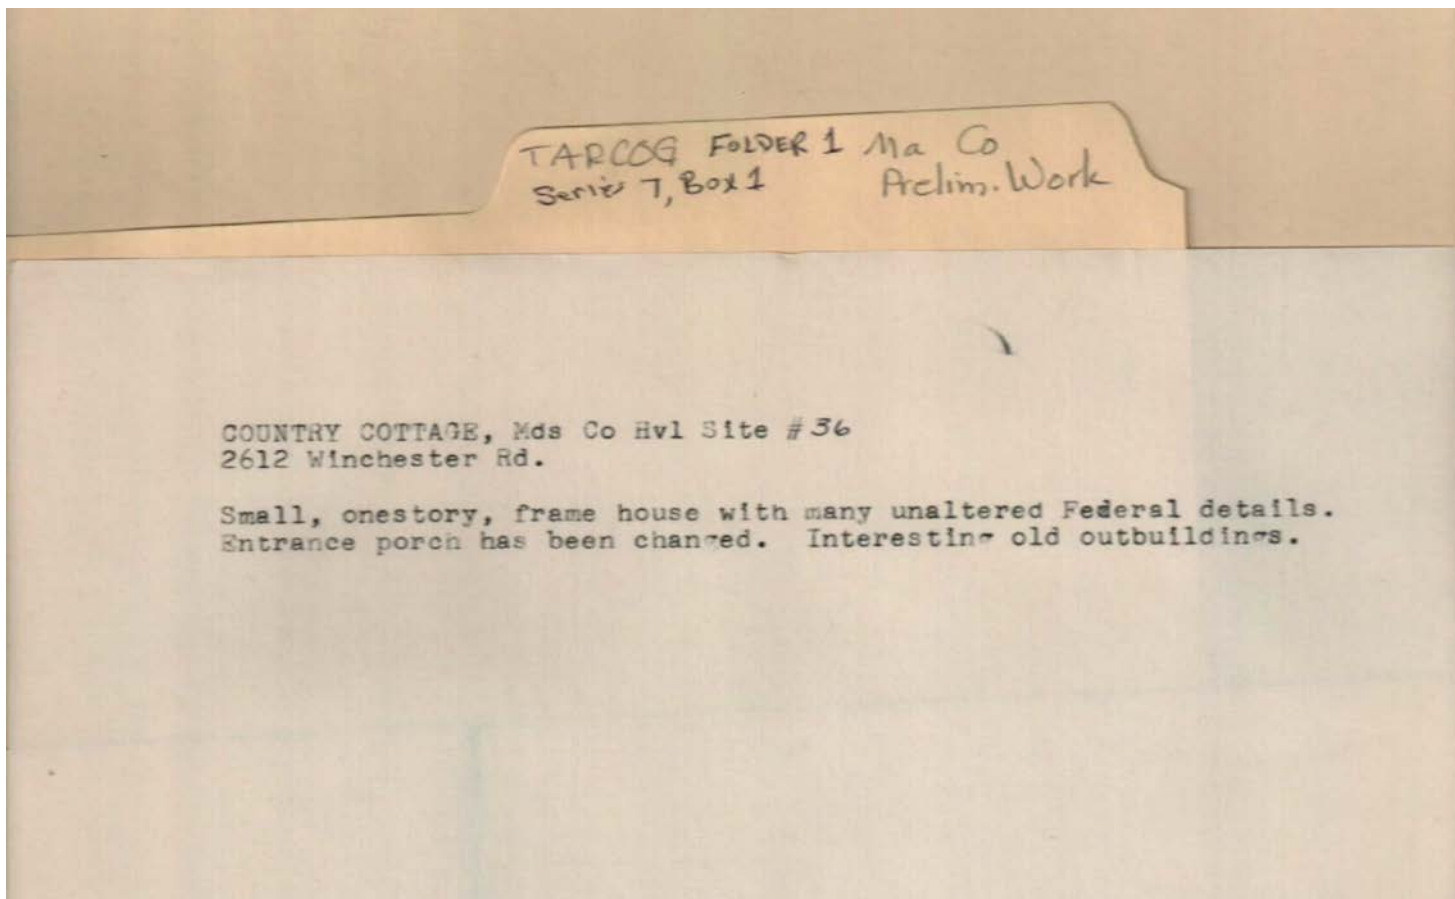 TARCOG FOLDER 1 Ma Co
Series 7, Box 1 Prelim. Work
COUNTRY COTTAGE, Mds Co Hvl Site #36
2612 Winchester Rd.
Small, onestory, frame house with many unaltered Federal details.
Entrance porch has been changed. Interesting old outbuildings.